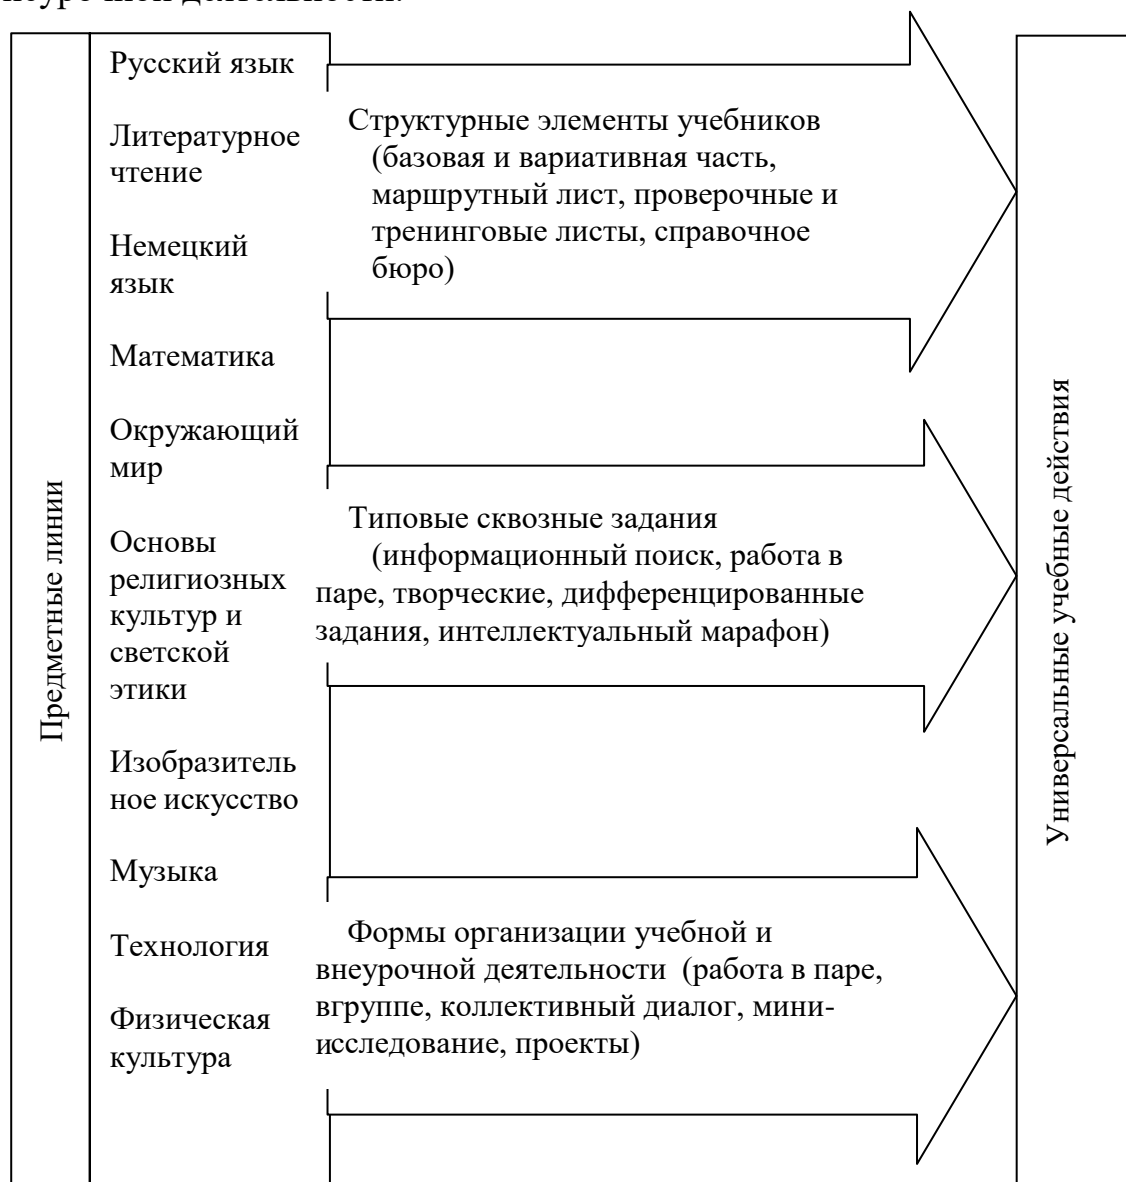 неурочной деятельности.
Предметные линии
Русский язык
Литературное
чтение
Немецкий
язык
Математика
Окружающий
мир
Основы
религиозных
культур и
светской
этики
Изобразитель
ное искусство
Музыка
Технология
Физическая
культура
Структурные элементы учебников
(базовая и вариативная часть,
маршрутный лист, проверочные и
тренинговые листы, справочное
бюро)
Типовые сквозные задания
(информационный поиск, работа в
паре, творческие, дифференцированные
задания, интеллектуальный марафон)
Формы организации учебной и
внеурочной деятельности (работа в паре,
вгруппе, коллективный диалог, мини-
исследование, проекты)
Универсальные учебные действия